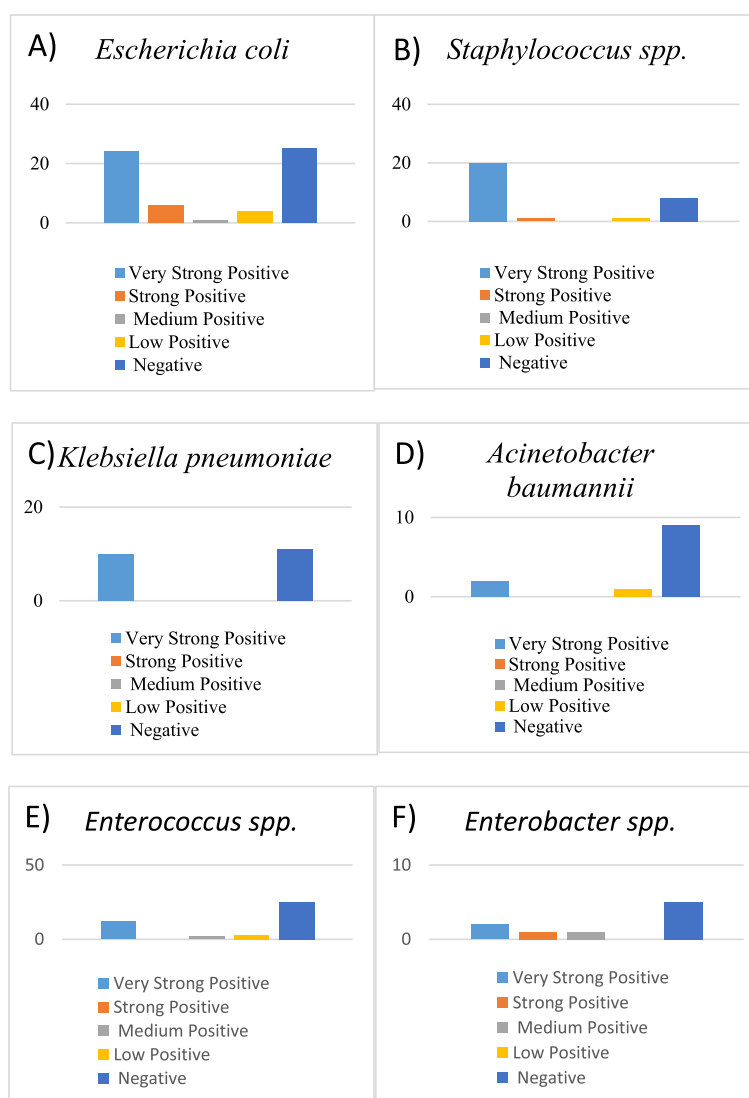 A) Escherichia coli
40
20
0
Very Strong Positive
Strong Positive
Medium Positive
Low Positive
Negative
B) Staphylococcus spp.
40
20
0
Very Strong Positive
Strong Positive
Medium Positive
Low Positive
Negative
C) Klebsiella pneumoniae
20
0
Very Strong Positive
Strong Positive
Medium Positive
Low Positive
Negative
D) Acinetobacter
baumannii
10
0
Very Strong Positive
Strong Positive
Medium Positive
Low Positive
Negative
E) Enterococcus spp.
50
0
Very Strong Positive
Strong Positive
Medium Positive
Low Positive
Negative
F) Enterobacter spp.
10
0
Very Strong Positive
Strong Positive
Medium Positive
Low Positive
Negative